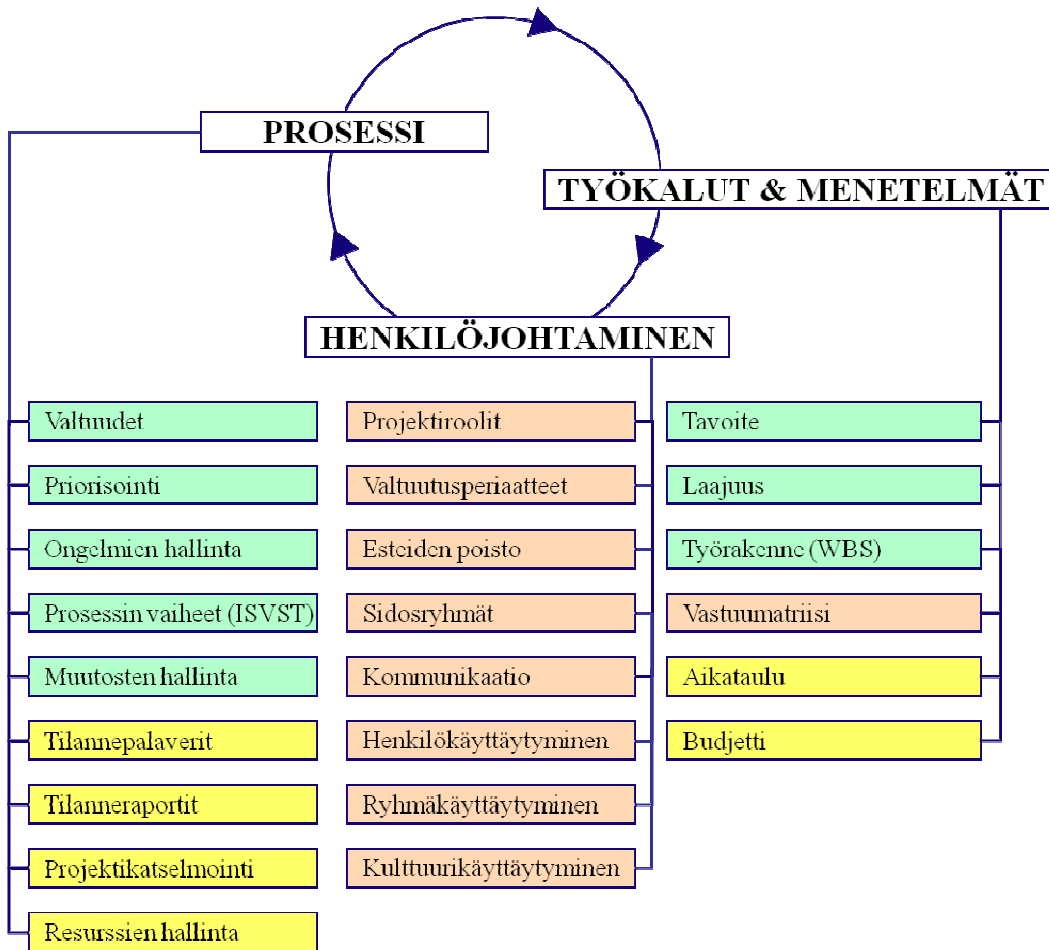 PROSESSI
TYÖKALUT & MENETELMÄT
HENKILÖJOHTAMINEN
Valtuudet
Priorisointi
Ongelmien hallinta
Prosessin vaiheet (ISVST)
Muutosten hallinta
Tilannepalaverit
Tilanneraportit
Projektikatselmointi
Resurssien hallinta
Projektiroolit
Valtuutusperiaatteet
Esteiden poisto
Sidosryhmät
Kommunikaatio
Henkilökäyttäytyminen
Ryhmäkäyttäytyminen
Kulttuurikäyttäytyminen
Tavoite
Laajuus
Työrakenne (WBS)
Vastuumatriisi
Aikataulu
Budjetti